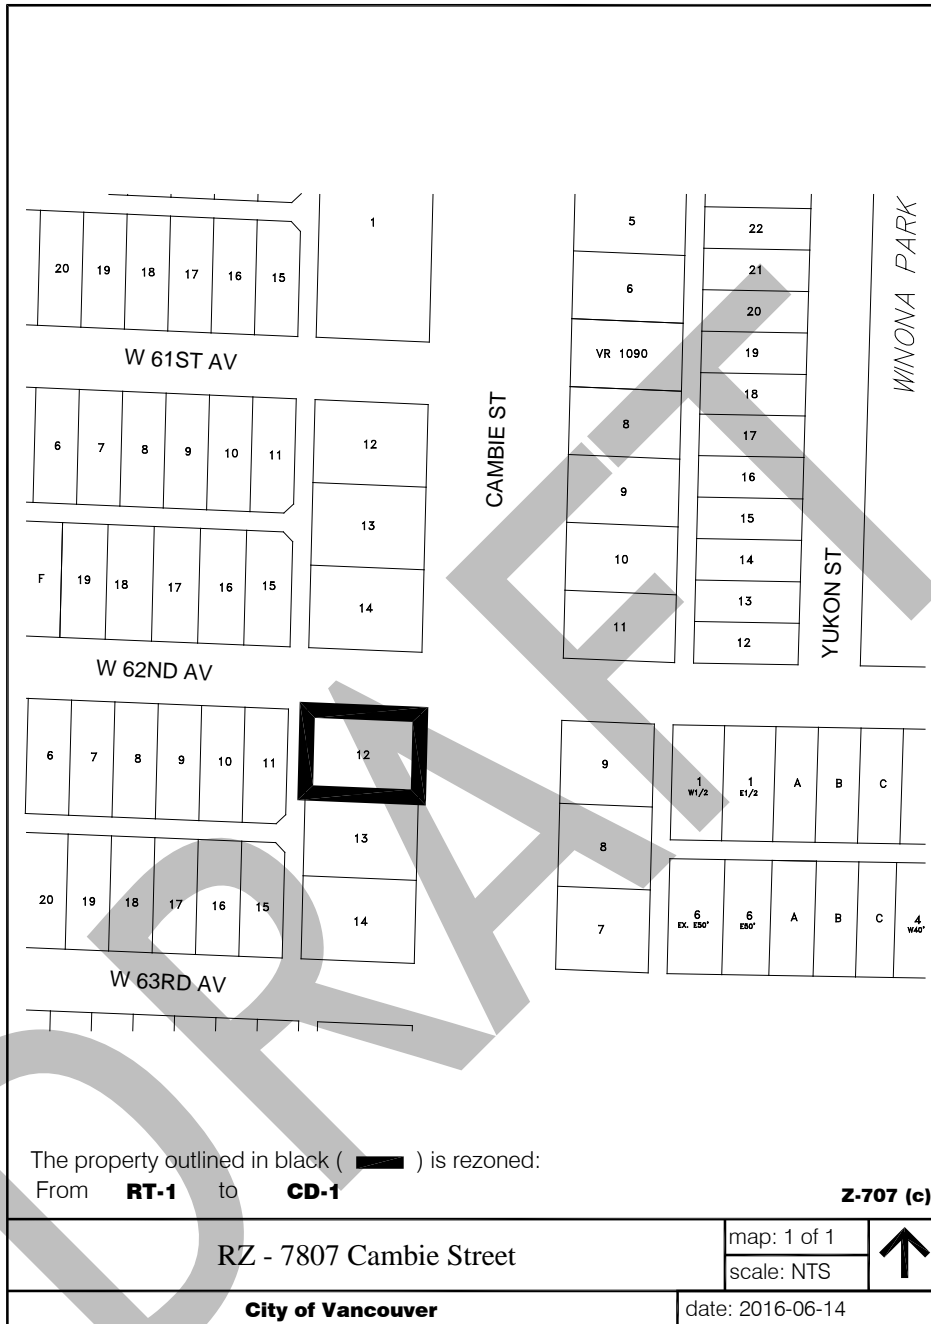 1
5
22
WINONA PARK
20 19 18 17 16 15
6
21
20
W 61ST AV
VR 1090
19
18
CAMBIE ST
6 7 8 9 10 11
12
8
17
16
9
15
13
F 19 18 17 16 15
10
14
YUKON ST
14
11
13
12
W 62ND AV
6 7 8 9 10 11
12
9
1 W1/2
1 E1/2
A B C
13
8
20 19 18 17 16 15
14
7
6 EX. E50'
6 E50'
A B C
4 W40'
W 63RD AV
DRAFT
The property outlined in black ( ) is rezoned:
From RT-1 to CD-1
Z-707 (c)
RZ - 7807 Cambie Street
map: 1 of 1
scale: NTS
City of Vancouver
date: 2016-06-14